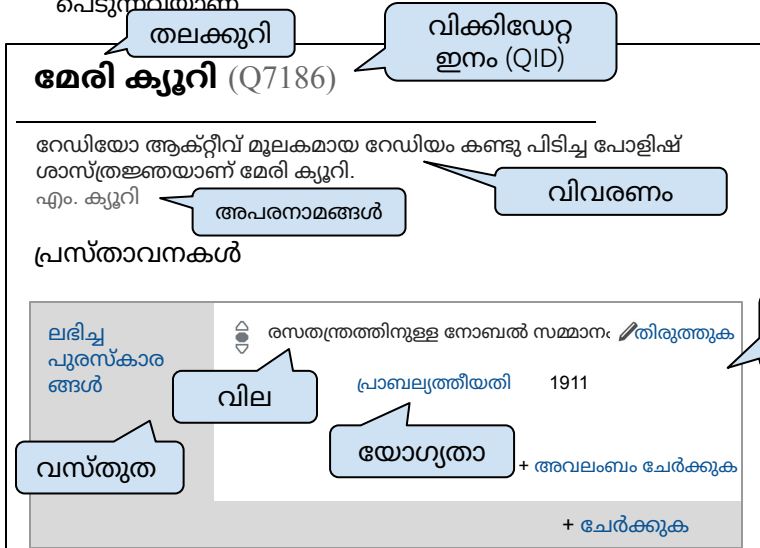 പെടുന്നവയാണ്
തലക്കുറി
വിക്കിഡേറ്റ
ഇനം (QID)
മേരി ക്യൂറി (Q7186)
റേഡിയോ ആക്റ്റീവ് മൂലകമായ റേഡിയം കണ്ടു പിടിച്ച പോളിഷ്
ശാസ്ത്രജ്ഞയാണ് മേരി ക്യൂറി.
വിവരണം
എം. ക്യൂറി
അപരനാമങ്ങൾ
പ്രസ്താവനകൾ
ലഭിച്ച
പുരസ്കാര
ങ്ങൾ
രസതന്ത്രത്തിനുള്ള നോബൽ സമ്മാനം തിരുത്തുക
വില
പ്രാബല്യത്തീയതി 1911
വസ്തുത
യോഗ്യതാ
+ അവലംബം ചേർക്കുക
+ ചേർക്കുക